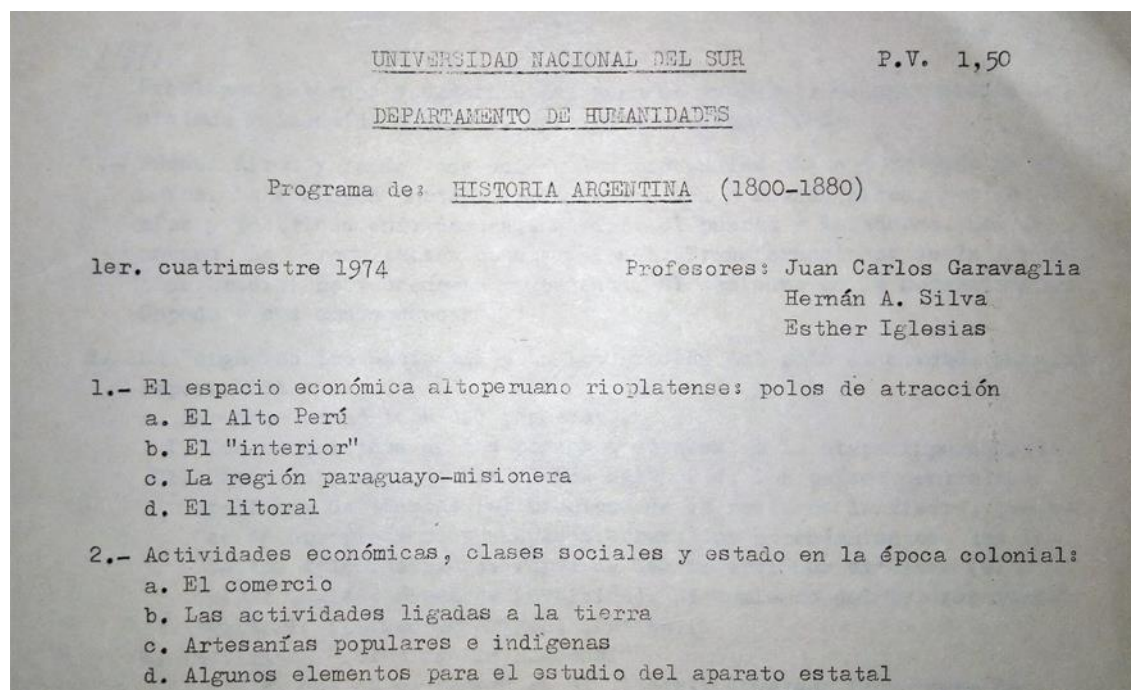 UNIVERSIDAD NACIONAL DEL SUR P.V. 1,50
DEPARTAMENTO DE HUMANIDADES
Programa de: HISTORIA ARGENTINA (1800-1880)
1er. cuatrimestre 1974 Profesores: Juan Carlos Garavaglia
Hernán A. Silva
Esther Iglesias
1.- El espacio económica altoperuano rioplatense: polos de atracción
a. El Alto Perú
b. El "interior"
c. La región paraguayo-misionera
d. El litoral
2.- Actividades económicas, clases sociales y estado en la época colonial:
a. El comercio
b. Las actividades ligadas a la tierra
c. Artesanías populares e indígenas
d. Algunos elementos para el estudio del aparato estatal